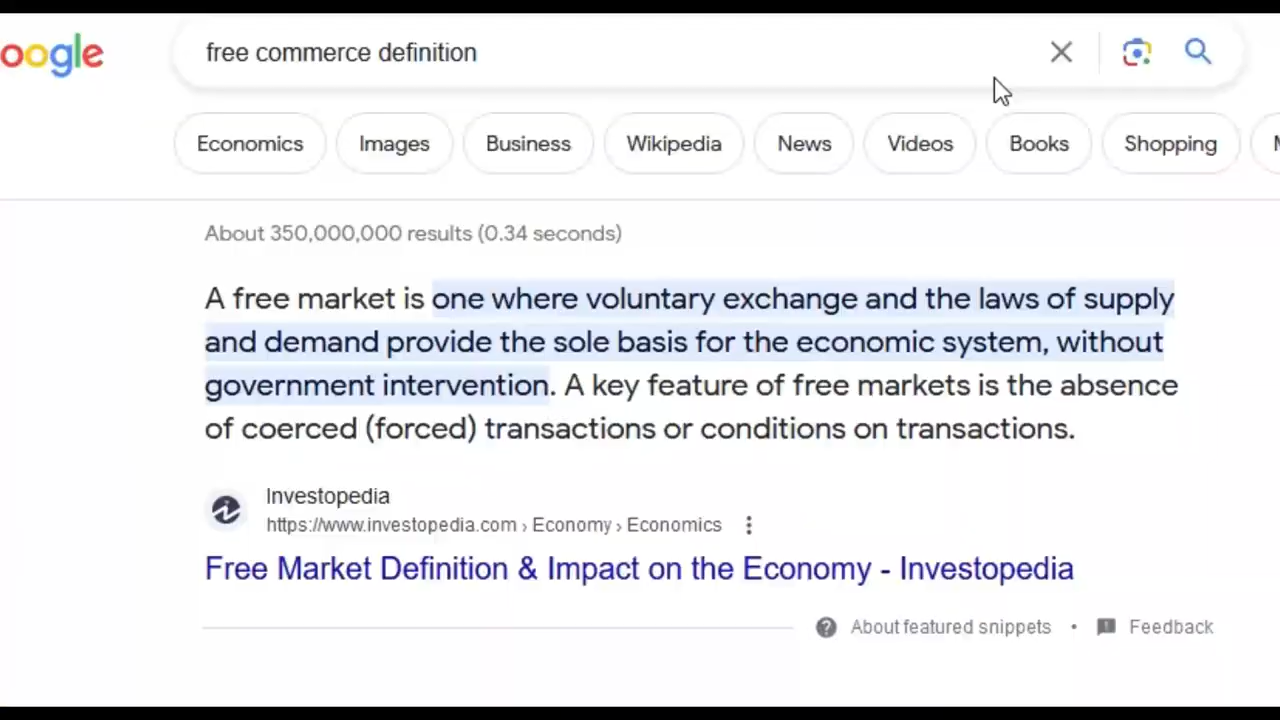 oogle
free commerce definition
Economics
Images
Business
Wikipedia
News
Videos
Books
Shopping
About 350,000,000 results (0.34 seconds)
A free market is one where voluntary exchange and the laws of supply
and demand provide the sole basis for the economic system, without
government intervention. A key feature of free markets is the absence
of coerced (forced) transactions or conditions on transactions.
Investopedia
https://www.investopedia.com › Economy › Economics
Free Market Definition & Impact on the Economy - Investopedia
About featured snippets • Feedback